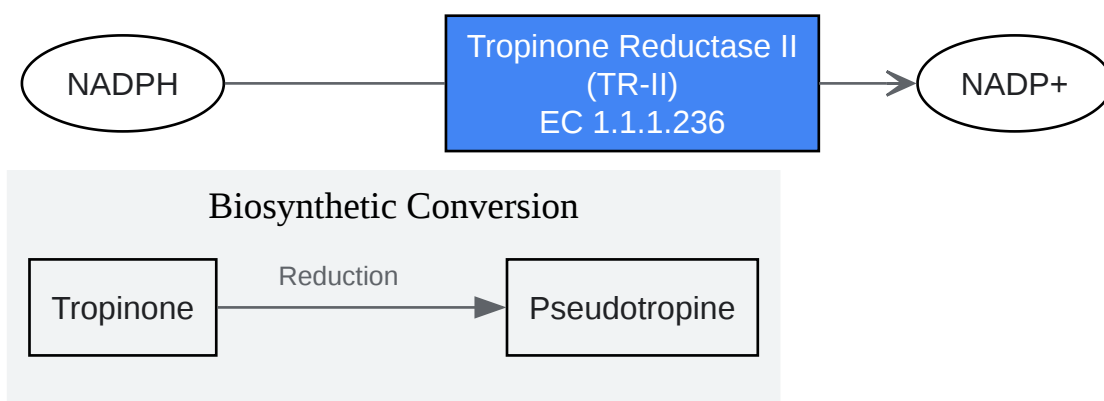 NADPH
Tropinone Reductase II
(TR-II)
EC 1.1.1.236
NADP+
Biosynthetic Conversion
Tropinone
Reduction
Pseudotropine